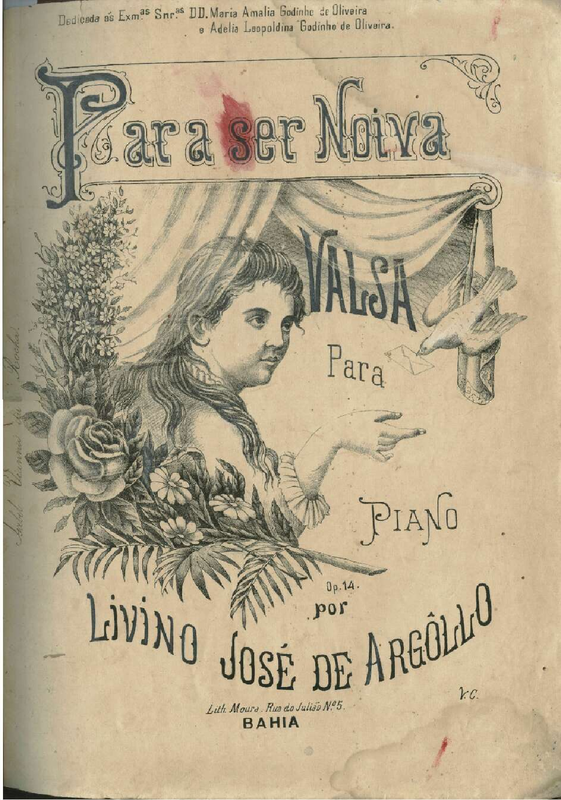 Dedicada ás Exm.as Snr.as DD. Maria Amalia Godinho de Oliveira
e Adelia Leopoldina Godinho de Oliveira.
Para ser Noiva
VALSA
Para
PIANO
Op. 14.
por
LIVINO JOSÉ DE ARGÔLLO
V.C.
Lith. Moura. Rua do Julião N.º 5.
BAHIA